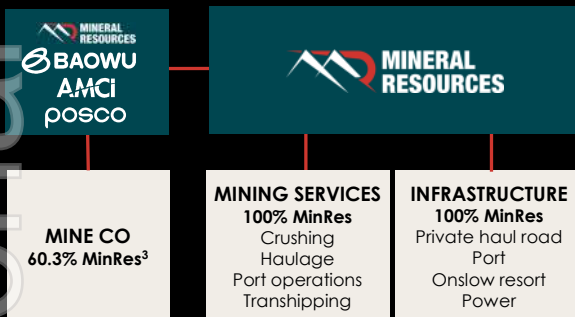 MINERAL
RESOURCES
BAOWU
AMCi
posco
MINERAL
RESOURCES
MINE CO
60.3% MinRes³
MINING SERVICES
100% MinRes
Crushing
Haulage
Port operations
Transhipping
INFRASTRUCTURE
100% MinRes
Private haul road
Port
Onslow resort
Power